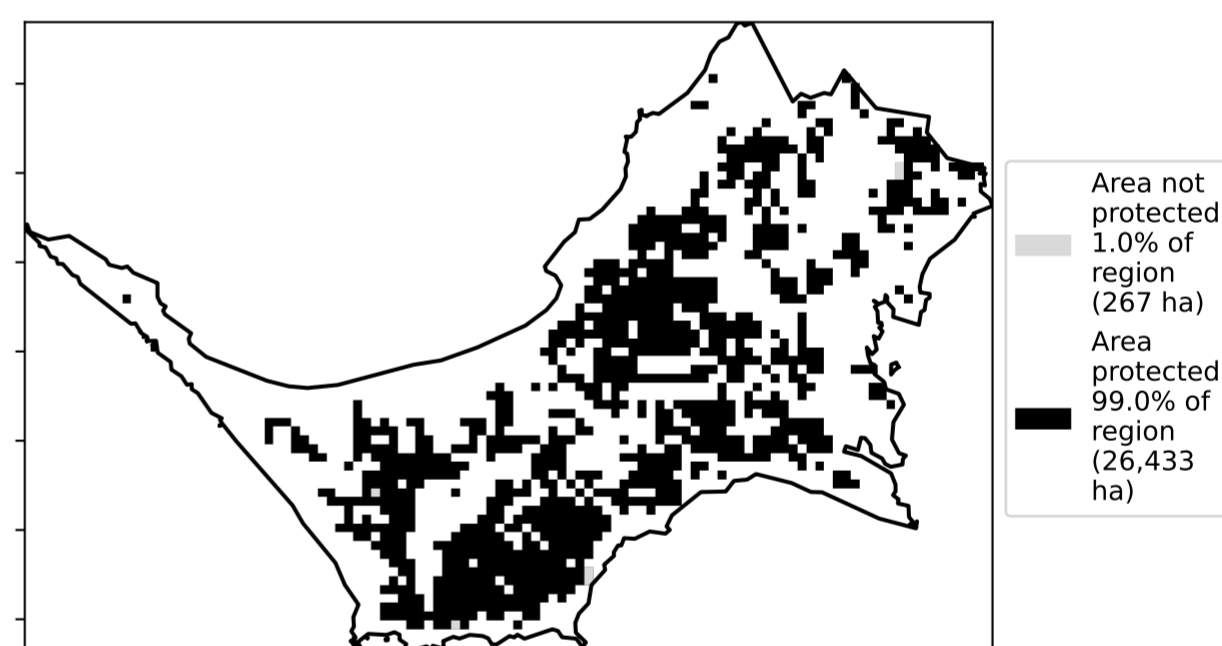 Area not
protected
1.0% of
region
(267 ha)
Area
protected
99.0% of
region
(26,433
ha)